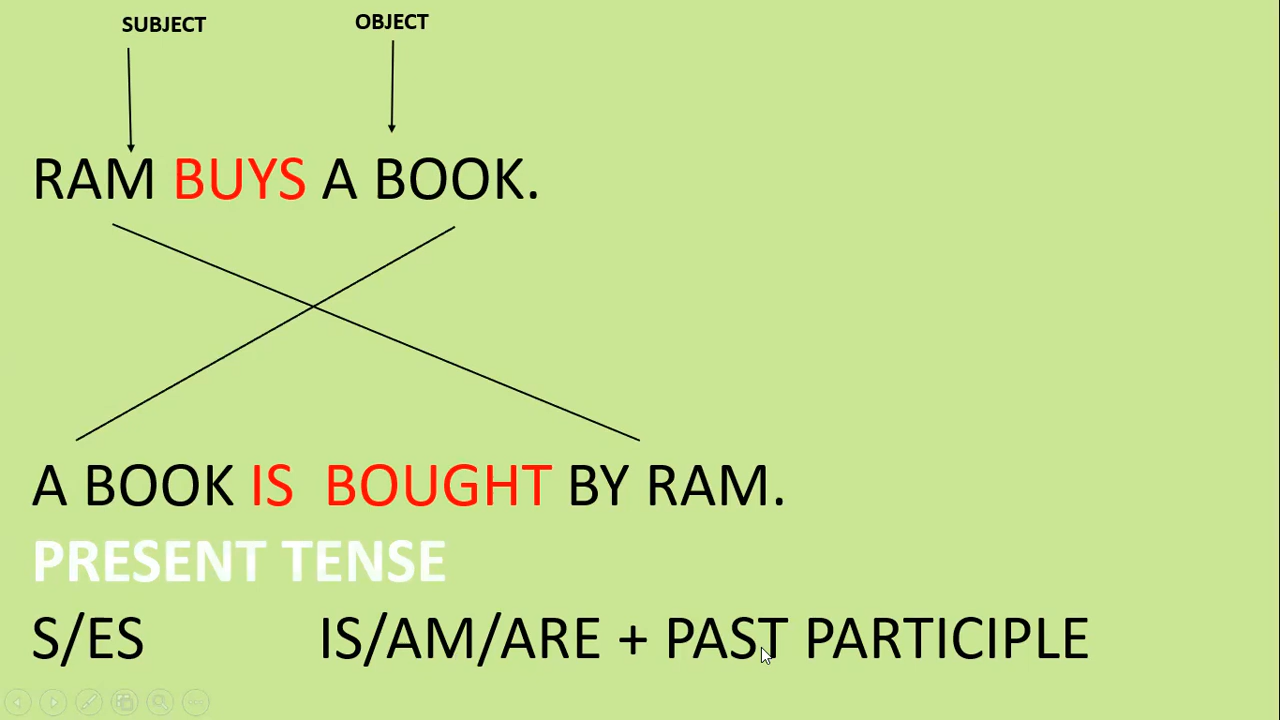 SUBJECT OBJECT
RAM BUYS A BOOK.
A BOOK IS BOUGHT BY RAM.
PRESENT TENSE
S/ES IS/AM/ARE + PAST PARTICIPLE